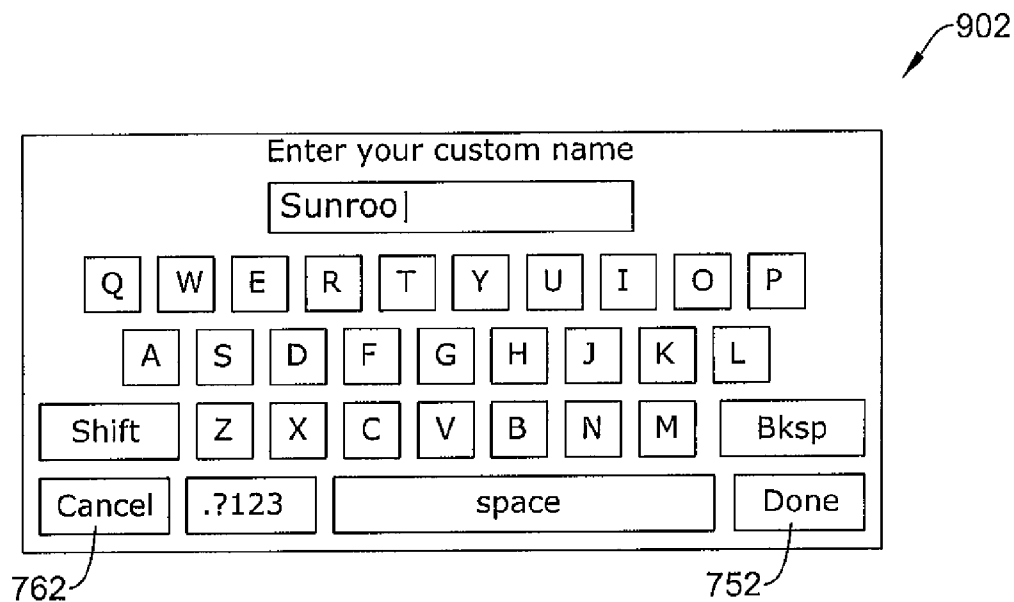 902
Enter your custom name
Sunroo
Q W E R T Y U I O P
A S D F G H J K L
Shift Z X C V B N M Bksp
Cancel .?123 space Done
762 752